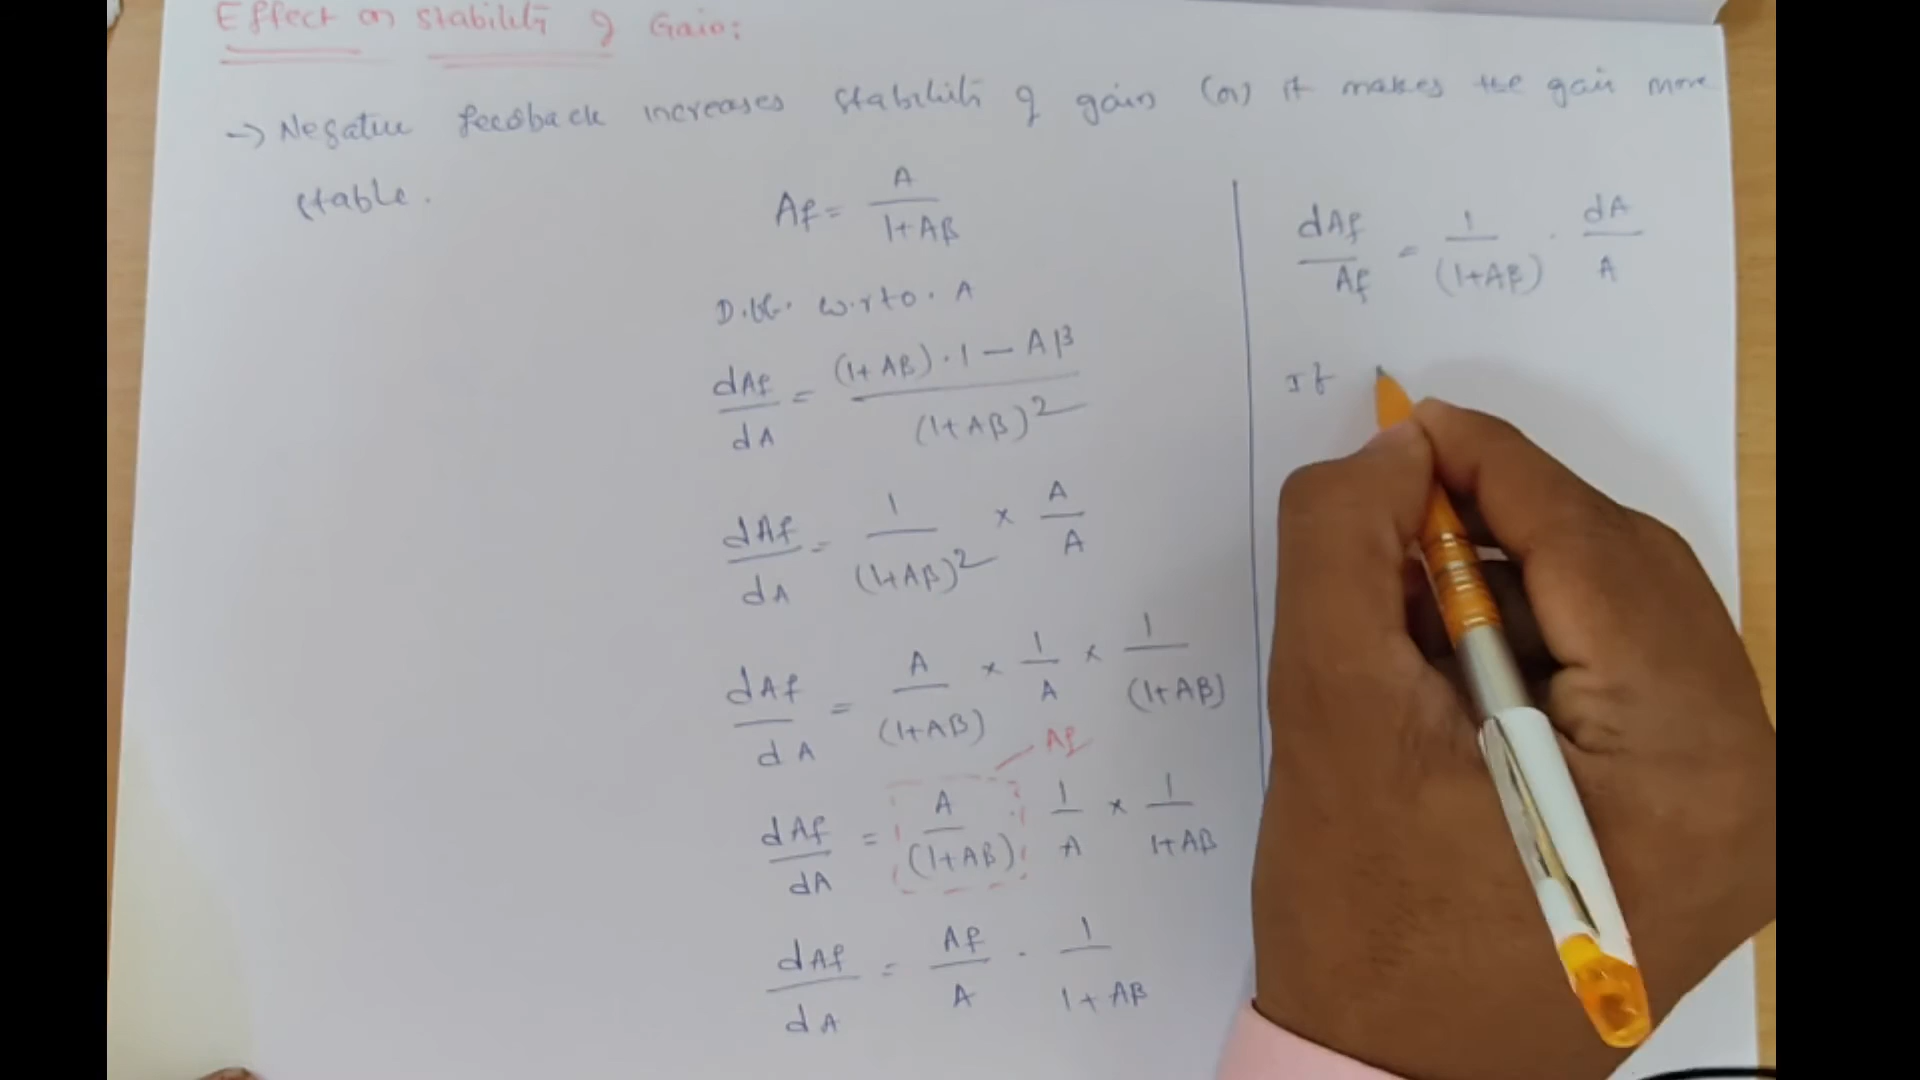 Effect on stability of Gain:
→ Negative feedback increases stability of gain (or) it makes the gain more
stable.
Af = A / (1+Aβ)
Diff. w.r.to. A
dAf/dA = ((1+Aβ)·1 − Aβ) / (1+Aβ)²
dAf/dA = 1/(1+Aβ)² × A/A
dAf/dA = A/(1+Aβ) × 1/A × 1/(1+Aβ)
Af
dAf/dA = A/(1+Aβ) 1/A × 1/(1+Aβ)
dAf/dA = Af/A · 1/(1+Aβ)
dAf/Af = 1/(1+Aβ) · dA/A
If